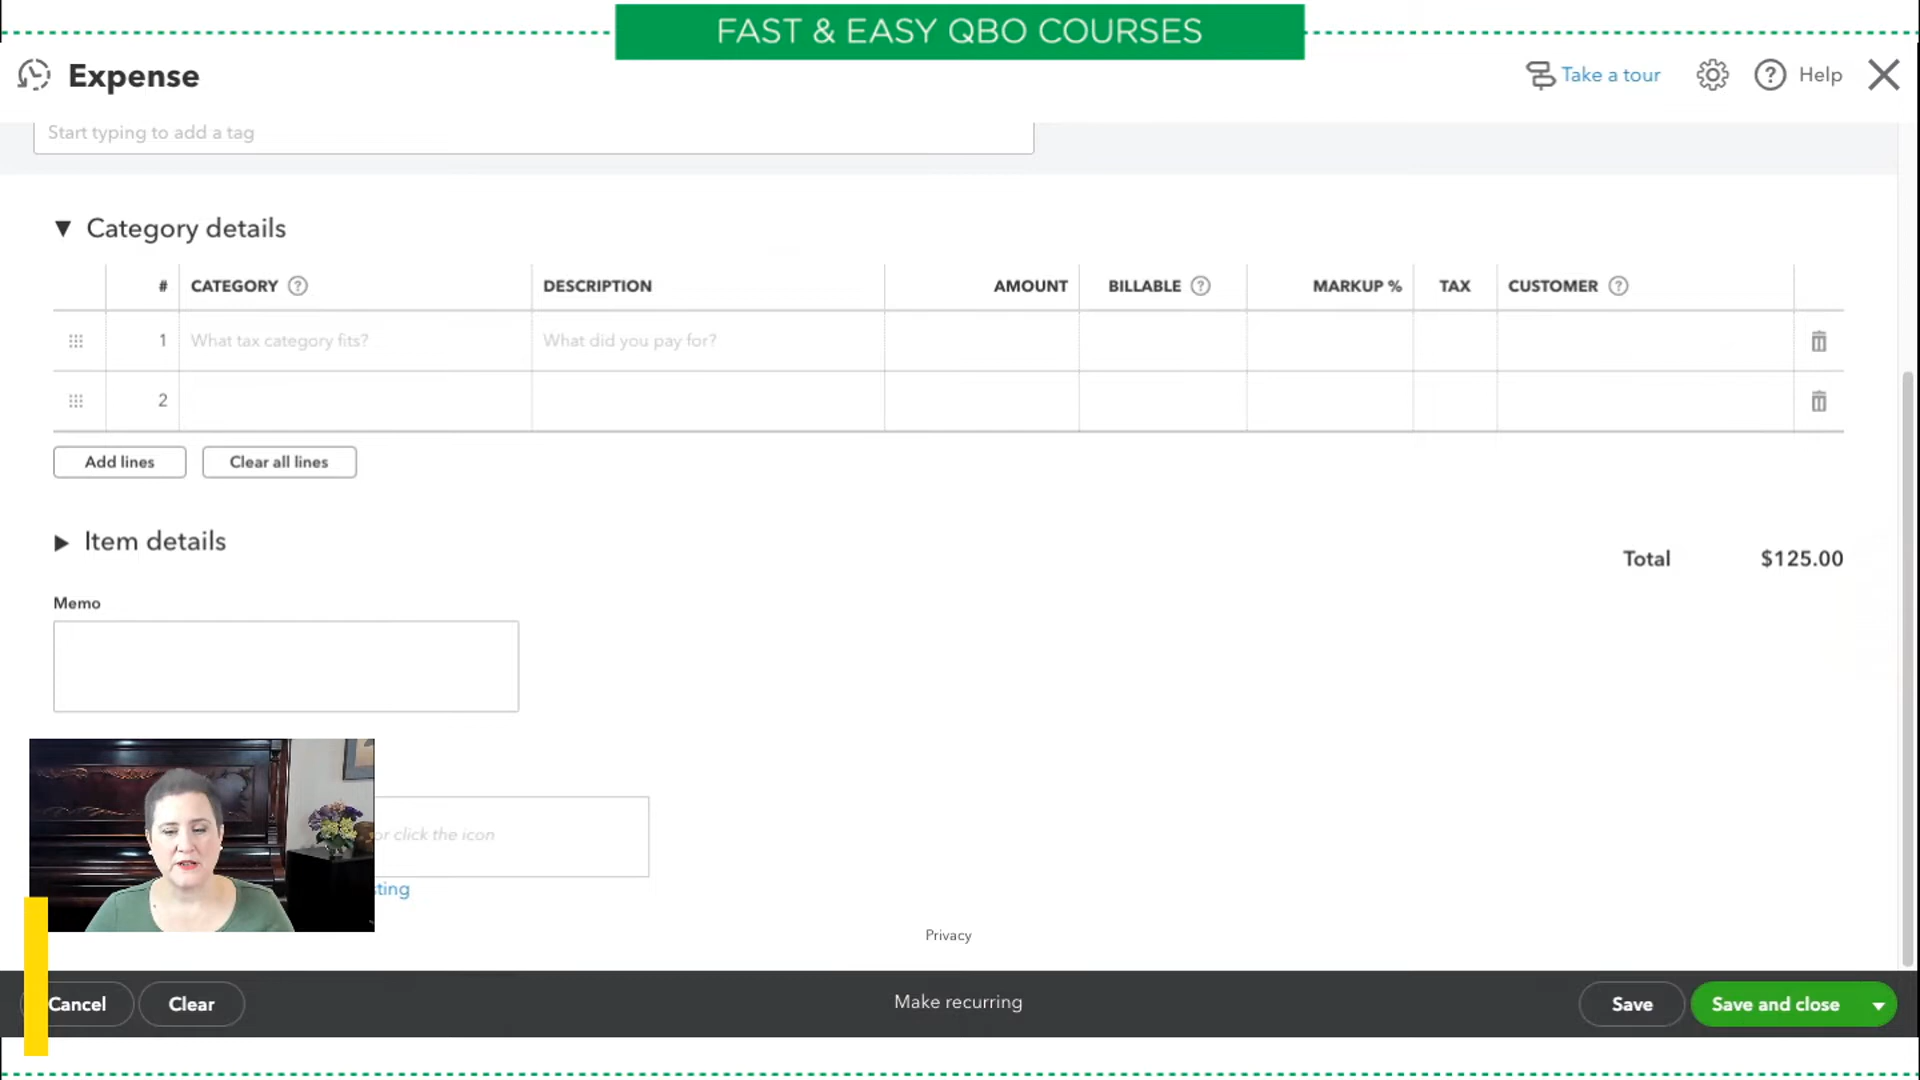 FAST & EASY QBO COURSES
Expense
Take a tour
Help
Start typing to add a tag
Category details
# CATEGORY ? DESCRIPTION AMOUNT BILLABLE ? MARKUP % TAX CUSTOMER ?
1 What tax category fits? What did you pay for?
2
Add lines Clear all lines
Item details
Total $125.00
Memo
or click the icon
sting
Privacy
Cancel Clear Make recurring Save Save and close